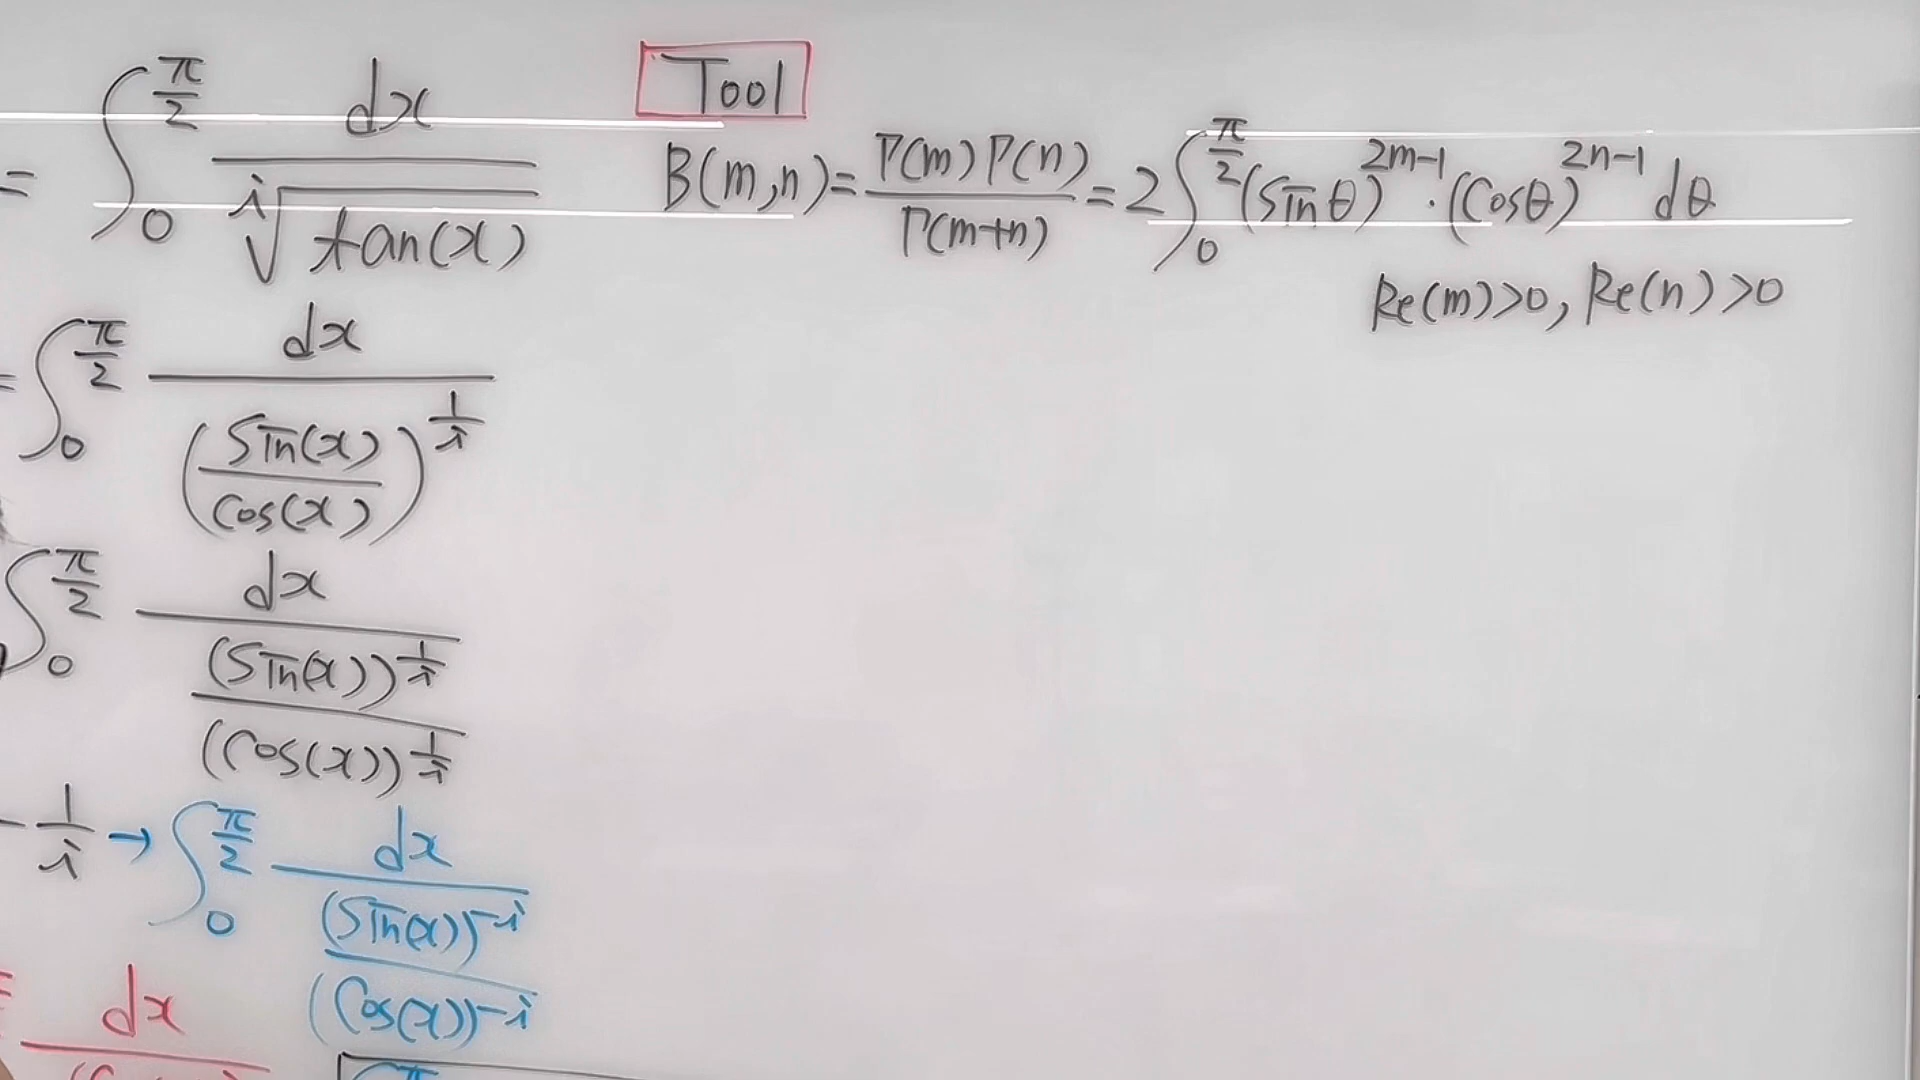 = ∫₀^(π/2) dx / ⁱ√tan(x)
Tool
B(m,n) = Γ(m)Γ(n) / Γ(m+n) = 2∫₀^(π/2) (sinθ)^(2m-1) · (cosθ)^(2n-1) dθ
Re(m)>0, Re(n)>0
= ∫₀^(π/2) dx / (sin(x)/cos(x))^(1/i)
∫₀^(π/2) dx / ((sin(x))^(1/i) / (cos(x))^(1/i))
1/i → ∫₀^(π/2) dx / ((sin(x))^(-i) / (cos(x))^(-i))
dx